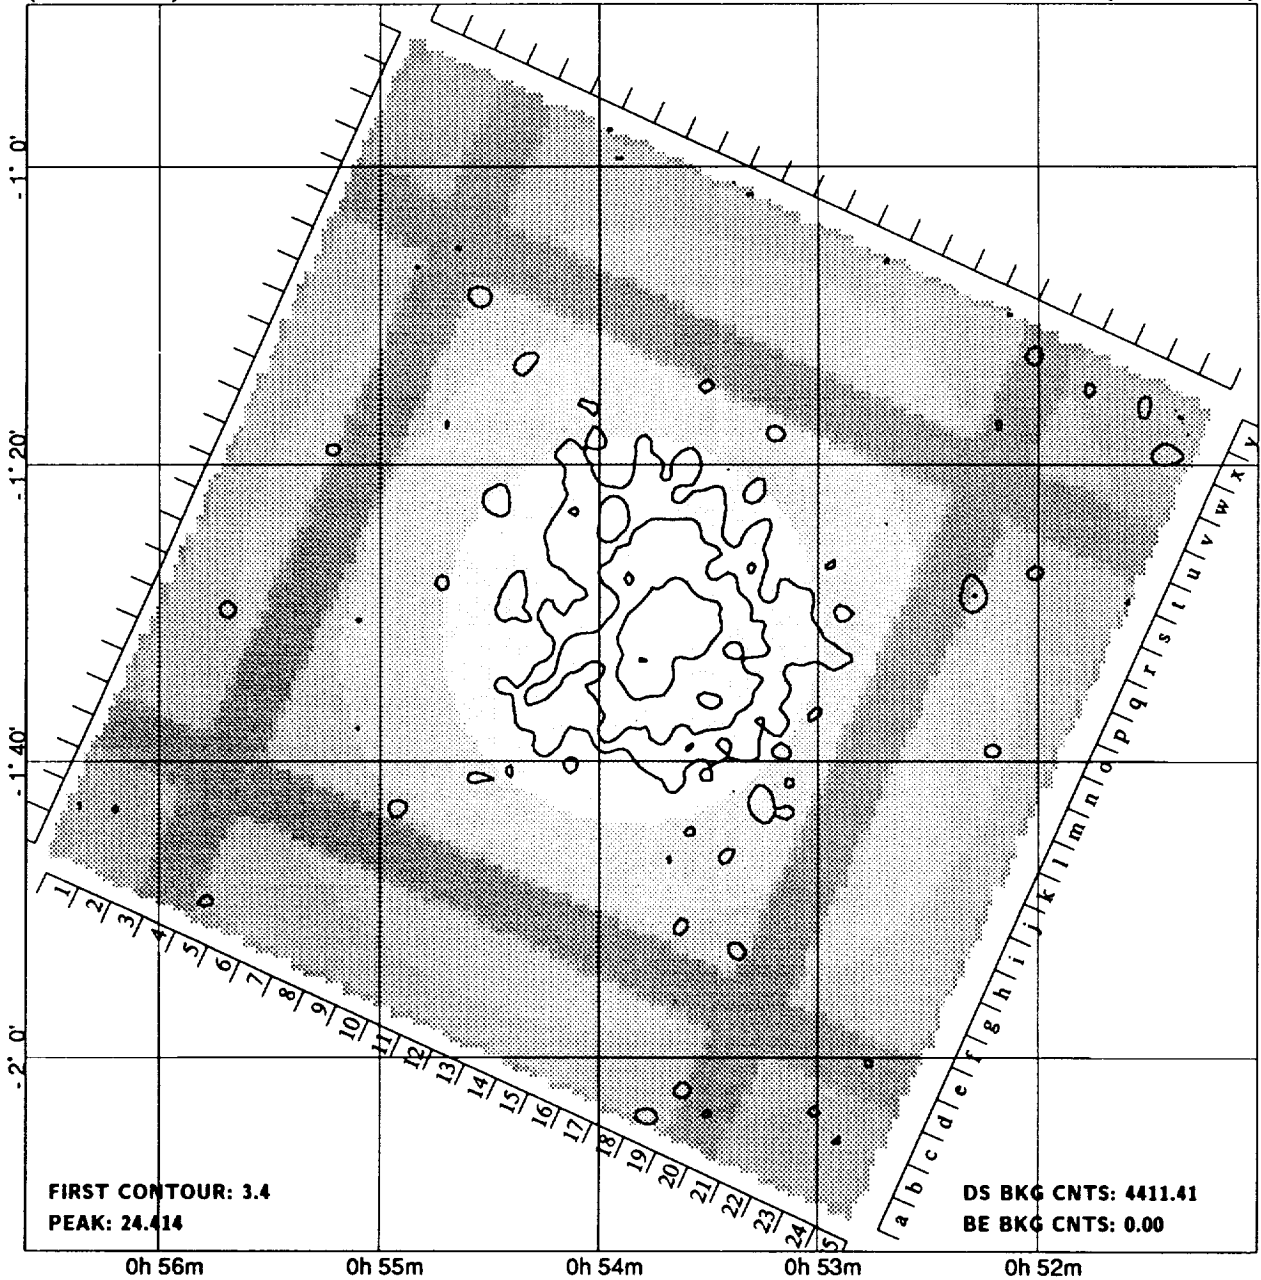 -1° 0'
-1° 20'
-1° 40'
-2° 0'
1 2 3 4 5 6 7 8 9 10 11 12 13 14 15 16 17 18 19 20 21 22 23 24
a b c d e f g h i j k l m n o p q r s t u v w x y
FIRST CONTOUR: 3.4
PEAK: 24.414
DS BKG CNTS: 4411.41
BE BKG CNTS: 0.00
0h 56m 0h 55m 0h 54m 0h 53m 0h 52m